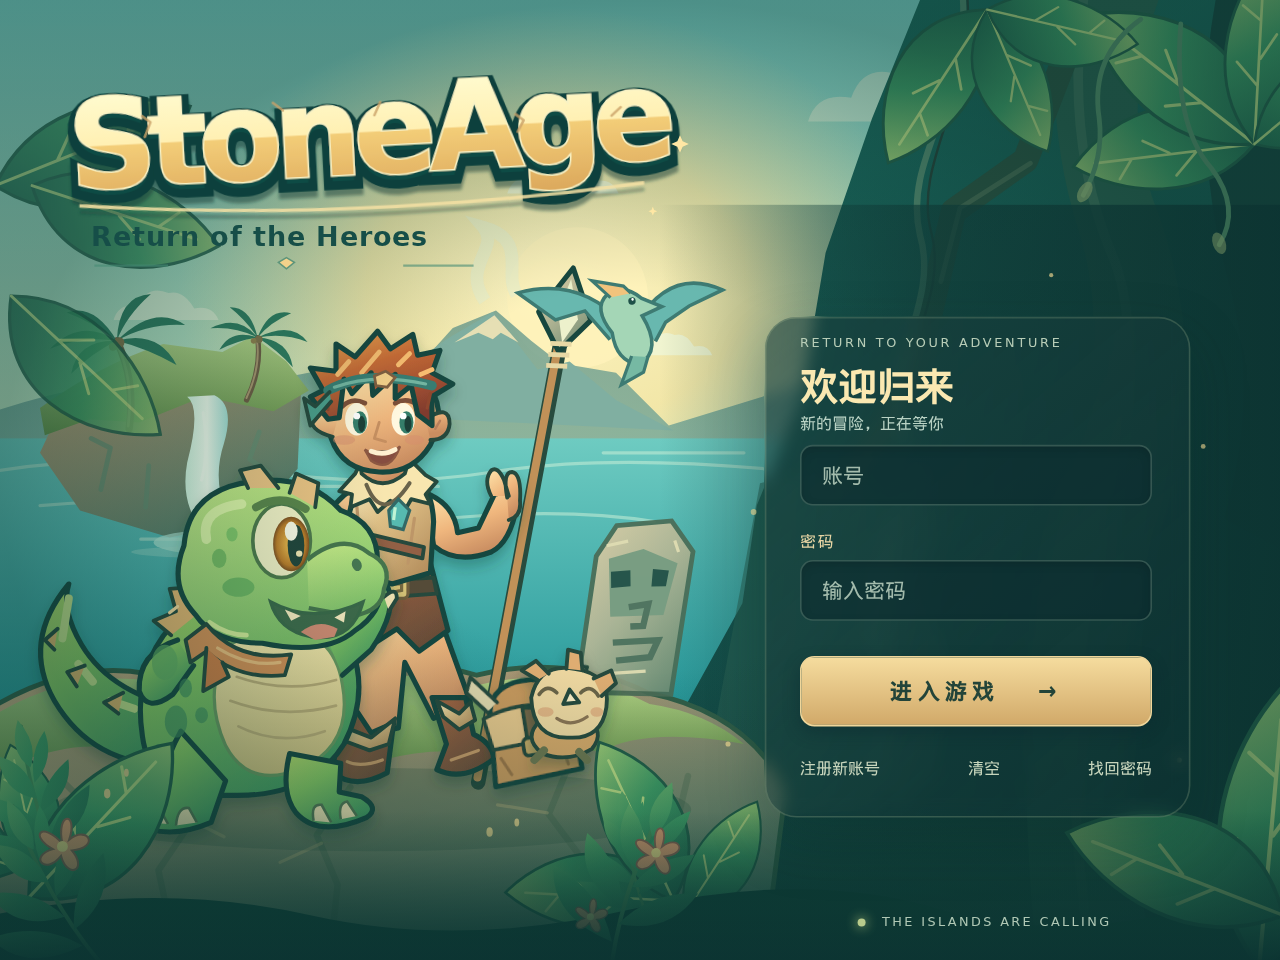 StoneAge
Return of the Heroes
RETURN TO YOUR ADVENTURE
欢迎归来
新的冒险，正在等你
账号
密码
输入密码
进入游戏 →
注册新账号 清空 找回密码
THE ISLANDS ARE CALLING